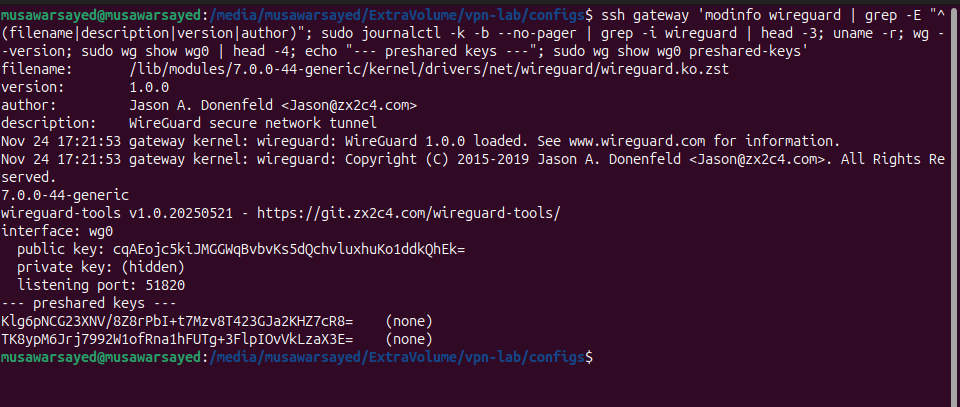 musawarsayed@musawarsayed:/media/musawarsayed/ExtraVolume/vpn-lab/configs$ ssh gateway 'modinfo wireguard | grep -E "^
(filename|description|version|author)"; sudo journalctl -k -b --no-pager | grep -i wireguard | head -3; uname -r; wg -
-version; sudo wg show wg0 | head -4; echo "--- preshared keys ---"; sudo wg show wg0 preshared-keys'
filename:       /lib/modules/7.0.0-44-generic/kernel/drivers/net/wireguard/wireguard.ko.zst
version:        1.0.0
author:         Jason A. Donenfeld <Jason@zx2c4.com>
description:    WireGuard secure network tunnel
Nov 24 17:21:53 gateway kernel: wireguard: WireGuard 1.0.0 loaded. See www.wireguard.com for information.
Nov 24 17:21:53 gateway kernel: wireguard: Copyright (C) 2015-2019 Jason A. Donenfeld <Jason@zx2c4.com>. All Rights Re
served.
7.0.0-44-generic
wireguard-tools v1.0.20250521 - https://git.zx2c4.com/wireguard-tools/
interface: wg0
  public key: cqAEojc5kiJMGGWqBvbvKs5dQchvluxhuKo1ddkQhEk=
  private key: (hidden)
  listening port: 51820
--- preshared keys ---
Klg6pNCG23XNV/8Z8rPbI+t7Mzv8T423GJa2KHZ7cR8=    (none)
TK8ypM6Jrj7992W1ofRna1hFUTg+3FlpIOvVkLzaX3E=    (none)
musawarsayed@musawarsayed:/media/musawarsayed/ExtraVolume/vpn-lab/configs$